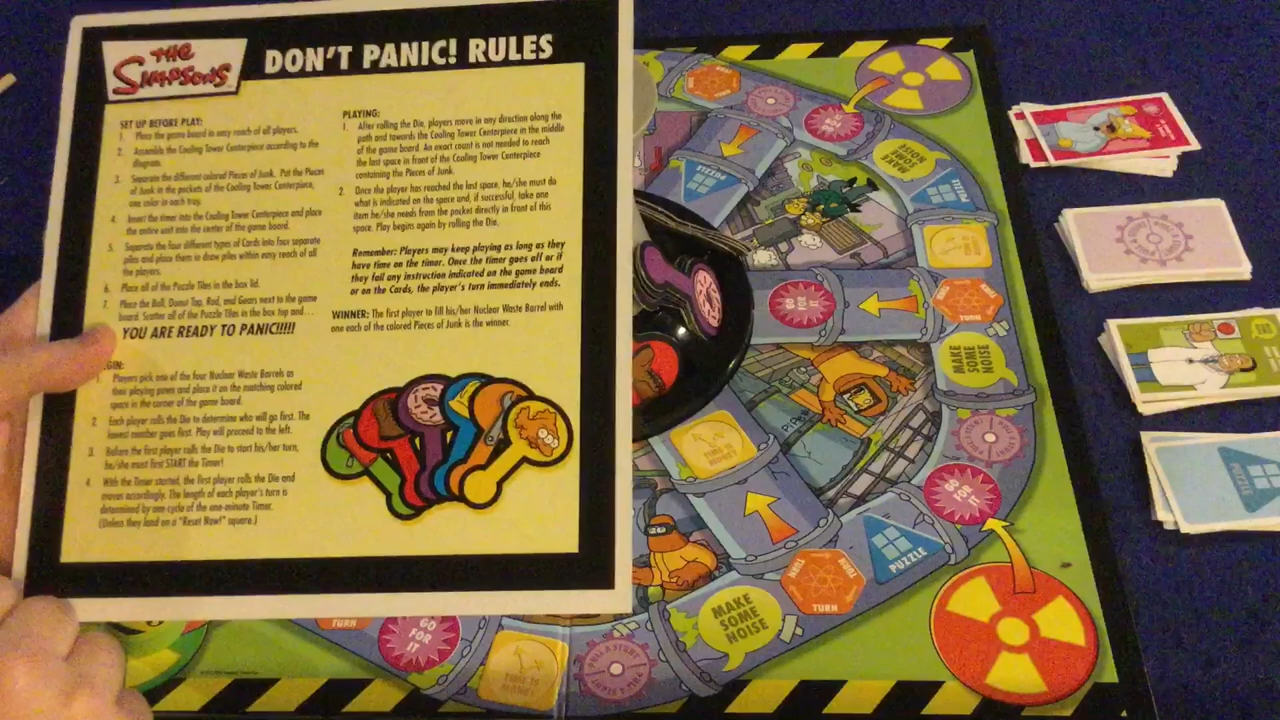 THE
SIMPSONS
DON'T PANIC! RULES
SET UP BEFORE PLAY:
1. Place the game board in easy reach of all players.
2. Assemble the Cooling Tower Centerpiece according to the
diagram.
3. Separate the different colored Pieces of Junk. Put the Pieces
of Junk in the pockets of the Cooling Tower Centerpiece,
one color in each tray.
4. Insert the timer into the Cooling Tower Centerpiece and place
the entire unit into the center of the game board.
5. Separate the four different types of Cards into four separate
piles and place them in draw piles within easy reach of all
the players.
6. Place all of the Puzzle Tiles in the box lid.
7. Place the Ball, Donut Top, Rod, and Gears next to the game
board. Scatter all of the Puzzle Tiles in the box top and...
YOU ARE READY TO PANIC!!!!!
GIN:
Players pick one of the four Nuclear Waste Barrels as
their playing pawn and place it on the matching colored
space in the corner of the game board.
2. Each player rolls the Die to determine who will go first. The
lowest number goes first. Play will proceed to the left.
3. Before the first player rolls the Die to start his/her turn,
he/she must first START the Timer!
4. With the Timer started, the first player rolls the Die and
moves accordingly. The length of each player's turn is
determined by one cycle of the one-minute Timer.
(Unless they land on a "Reset Now!" square.)
PLAYING:
1. After rolling the Die, players move in any direction along the
path and towards the Cooling Tower Centerpiece in the middle
of the game board. An exact count is not needed to reach
the last space in front of the Cooling Tower Centerpiece
containing the Pieces of Junk.
2. Once the player has reached the last space, he/she must do
what is indicated on the space and, if successful, take one
item he/she needs from the pocket directly in front of this
space. Play begins again by rolling the Die.
Remember: Players may keep playing as long as they
have time on the timer. Once the timer goes off or if
they fail any instruction indicated on the game board
or on the Cards, the player's turn immediately ends.
WINNER: The first player to fill his/her Nuclear Waste Barrel with
one each of the colored Pieces of Junk is the winner.
MAKE
SOME
NOISE
PUZZLE
GO
FOR IT
TURN
MAKE
SOME
NOISE
TIME IS
MONEY
GO
FOR IT
PUZZLE
TURN
TURN
TURN
MAKE
SOME
NOISE
TURN
GO
FOR IT
TIME IS
MONEY
PULL A STUNT
PUZZLE